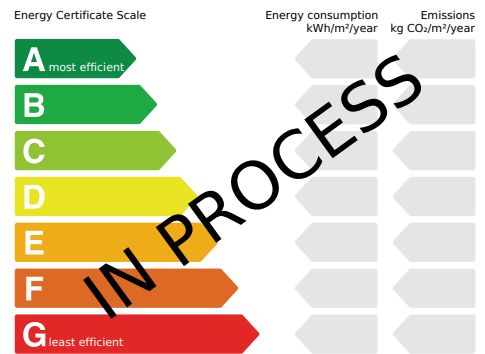 Energy Certificate Scale
Energy consumption
kWh/m²/year
Emissions
kg CO₂/m²/year
A most efficient
B
C
D
E
F
G least efficient
IN PROCESS